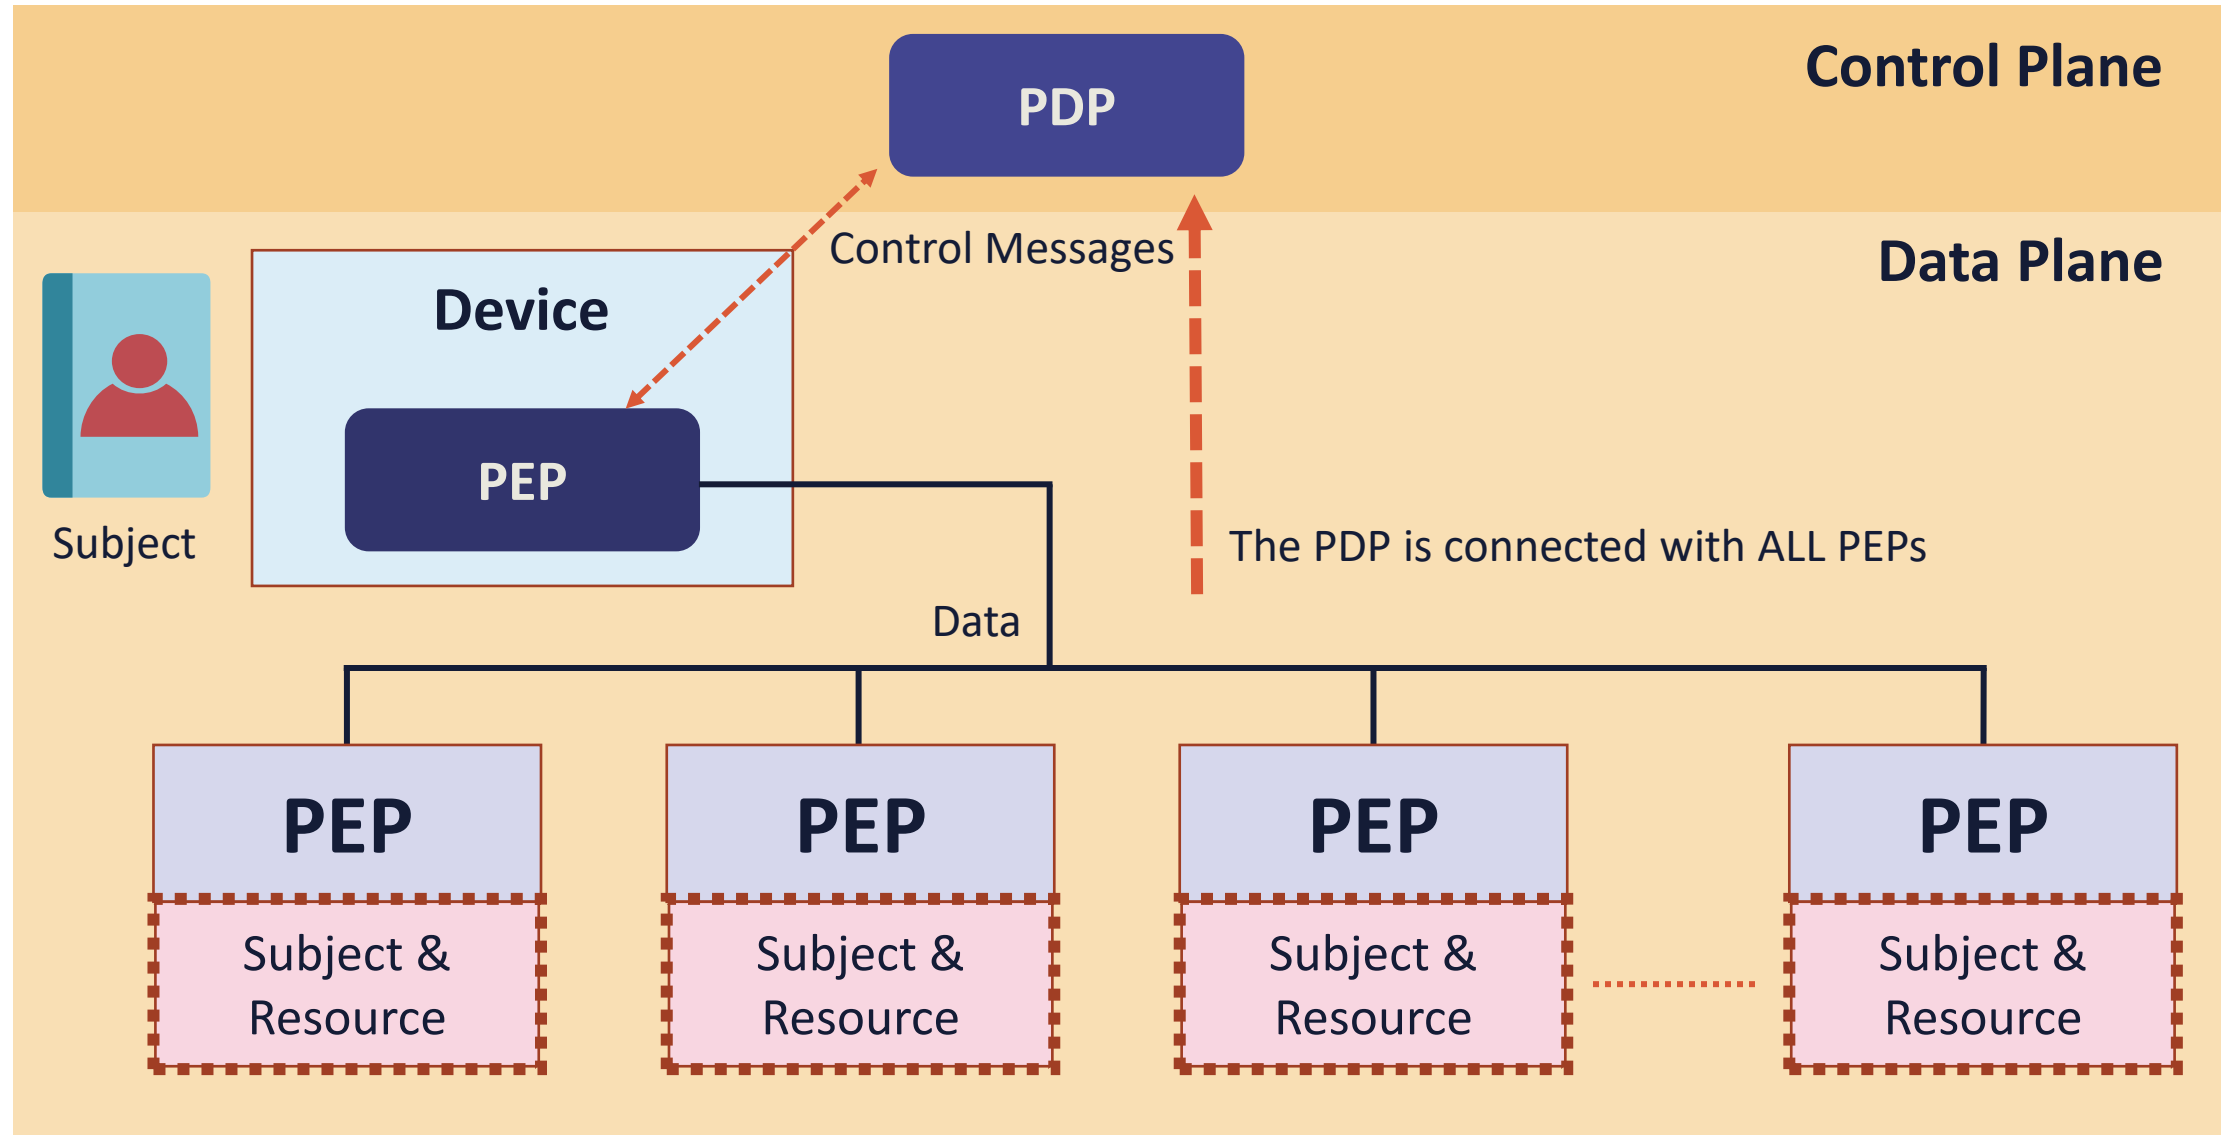 Control Plane
PDP
Control Messages
Data Plane
Device
PEP
Subject
The PDP is connected with ALL PEPs
Data
PEP
Subject &
Resource
PEP
Subject &
Resource
PEP
Subject &
Resource
PEP
Subject &
Resource